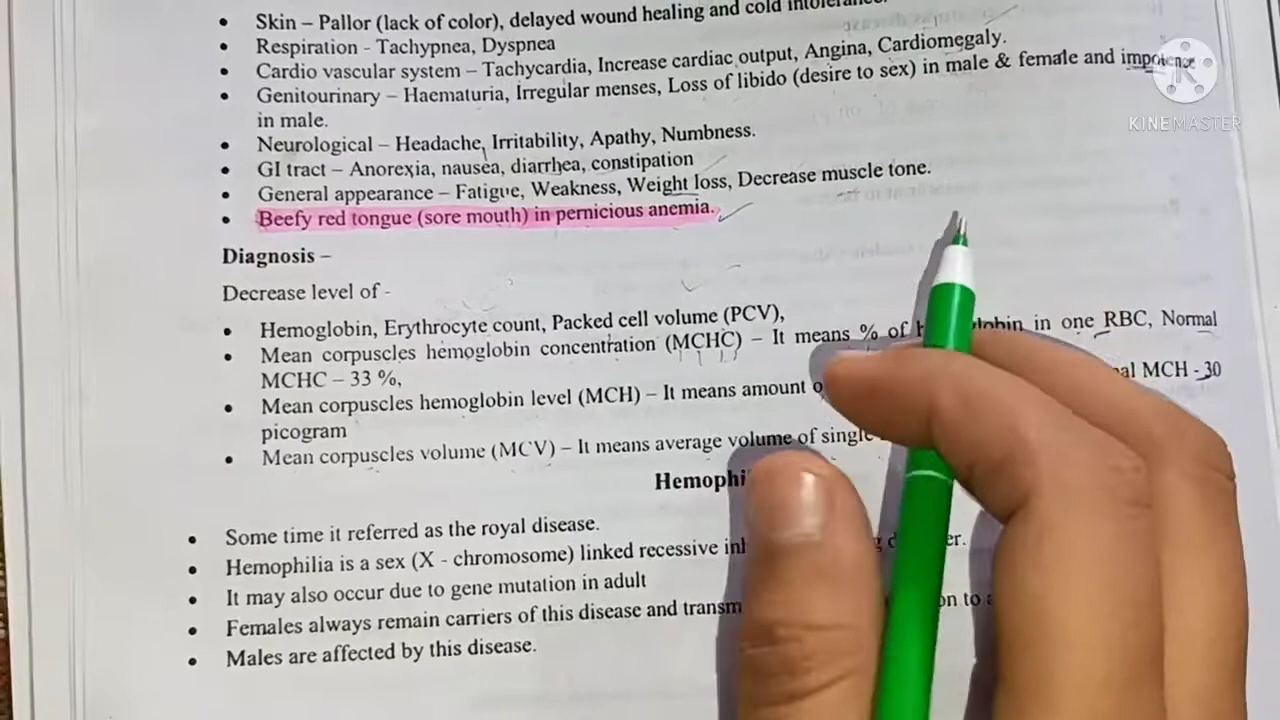 Skin – Pallor (lack of color), delayed wound healing and cold intolerance.
Respiration - Tachypnea, Dyspnea
Cardio vascular system – Tachycardia, Increase cardiac output, Angina, Cardiomegaly.
Genitourinary – Haematuria, Irregular menses, Loss of libido (desire to sex) in male & female and impotence
in male.
Neurological – Headache, Irritability, Apathy, Numbness.
GI tract – Anorexia, nausea, diarrhea, constipation
General appearance – Fatigue, Weakness, Weight loss, Decrease muscle tone.
Beefy red tongue (sore mouth) in pernicious anemia.
Diagnosis –
Decrease level of -
Hemoglobin, Erythrocyte count, Packed cell volume (PCV),
Mean corpuscles hemoglobin concentration (MCHC) – It means % of in one RBC, Normal
MCHC – 33 %,
Mean corpuscles hemoglobin level (MCH) – It means amount MCH - 30
picogram
Mean corpuscles volume (MCV) – It means average volume of single
Some time it referred as the royal disease.
Hemophilia is a sex (X - chromosome) linked recessive
It may also occur due to gene mutation in adult
Females always remain carriers of this disease and to
Males are affected by this disease.
KINEMASTER